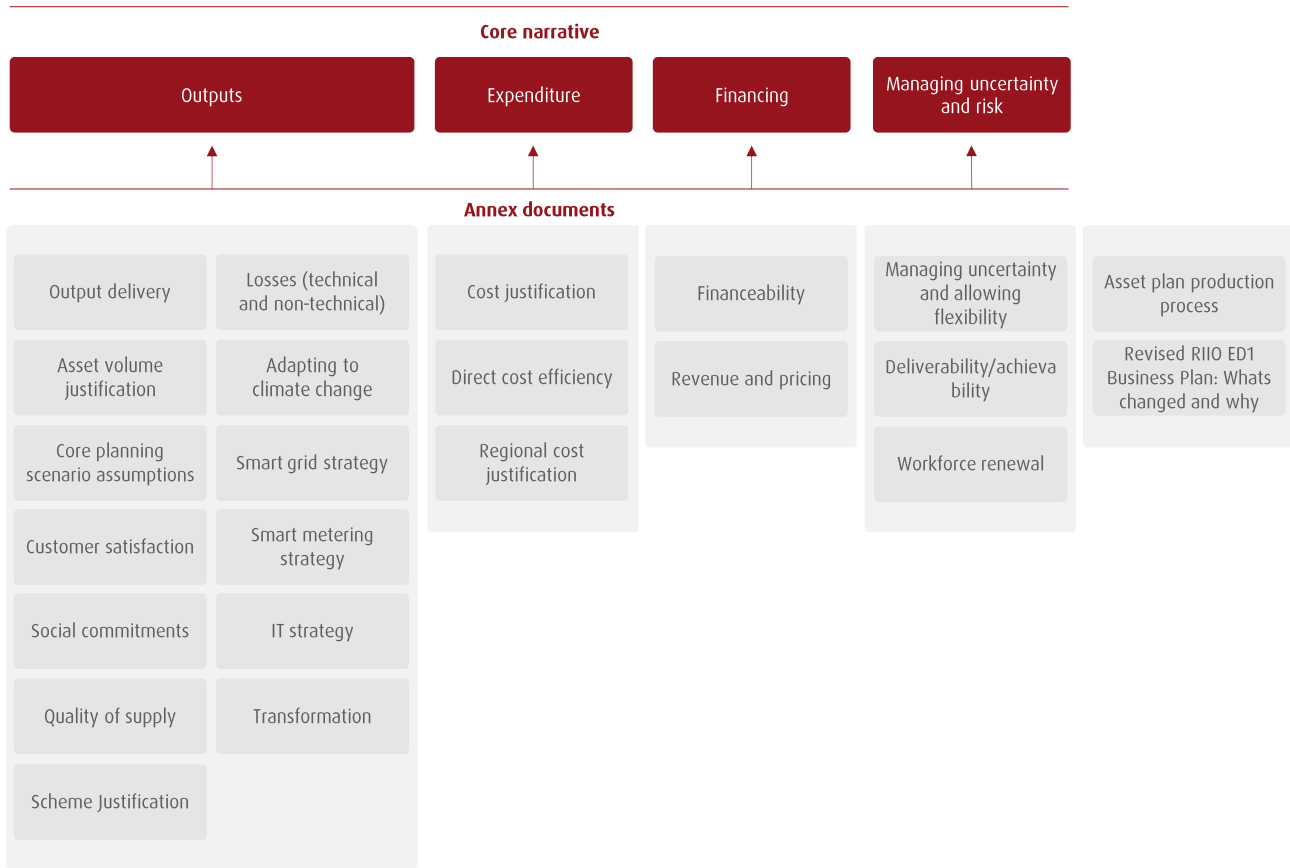 Core narrative
Outputs
Expenditure
Financing
Managing uncertainty
and risk
Annex documents
Output delivery
Losses (technical
and non-technical)
Asset volume
justification
Adapting to
climate change
Core planning
scenario assumptions
Smart grid strategy
Customer satisfaction
Smart metering
strategy
Social commitments
IT strategy
Quality of supply
Transformation
Scheme Justification
Cost justification
Direct cost efficiency
Regional cost
justification
Financeability
Revenue and pricing
Managing uncertainty
and allowing
flexibility
Deliverability/achieva
bility
Workforce renewal
Asset plan production
process
Revised RIIO ED1
Business Plan: Whats
changed and why